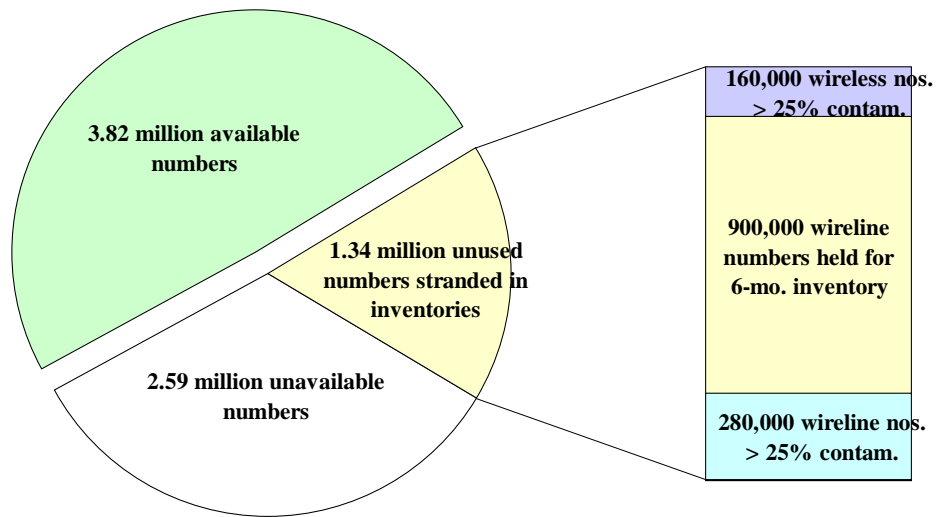 3.82 million available
numbers
1.34 million unused
numbers stranded in
inventories
2.59 million unavailable
numbers
160,000 wireless nos.
> 25% contam.
900,000 wireline
numbers held for
6-mo. inventory
280,000 wireline nos.
> 25% contam.